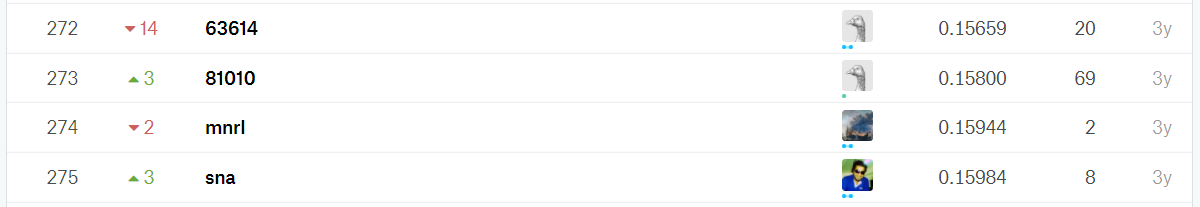 272 14 63614 0.15659 20 3y
273 3 81010 0.15800 69 3y
274 2 mnrl 0.15944 2 3y
275 3 sna 0.15984 8 3y